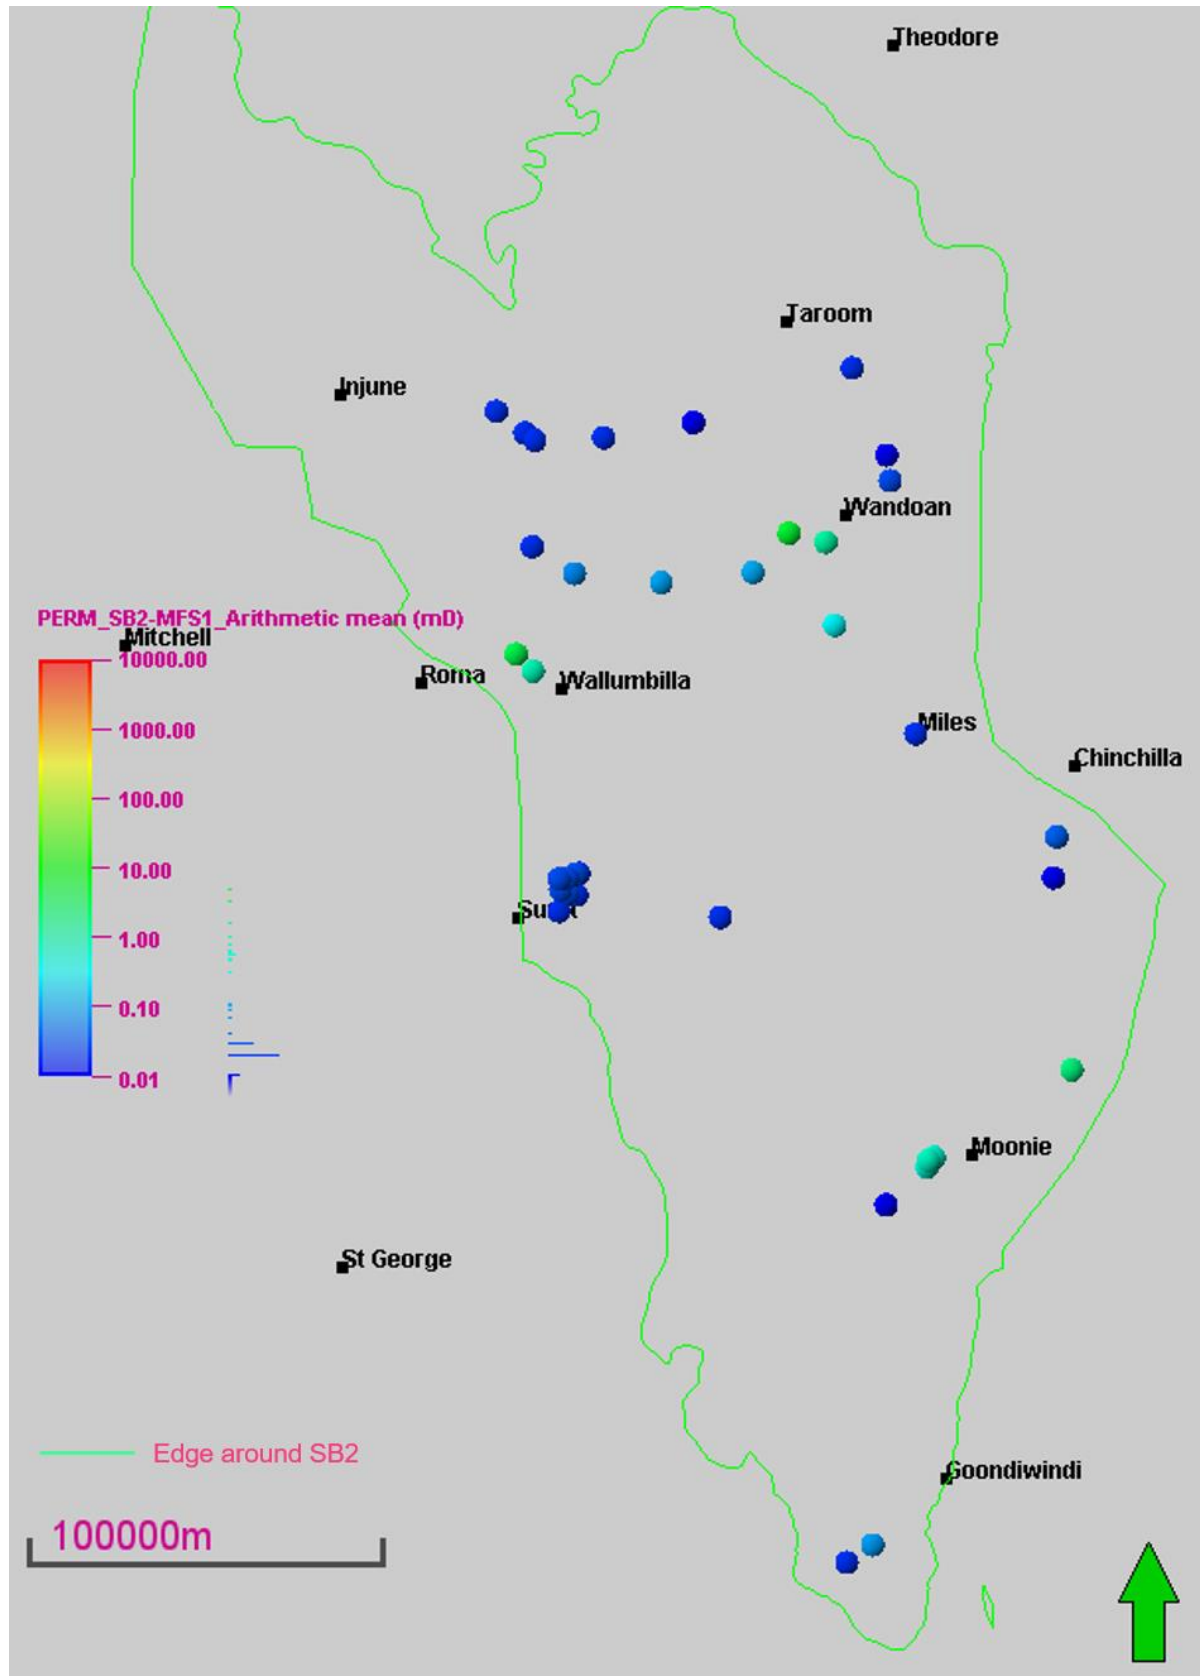 Theodore
Taroom
Injune
Wandoan
PERM_SB2-MFS1_Arithmetic mean (mD)
Mitchell
10000.00
Roma
Wallumbilla
1000.00
Miles
Chinchilla
100.00
10.00
1.00
0.10
0.01
Moonie
St George
Edge around SB2
Goondiwindi
100000m